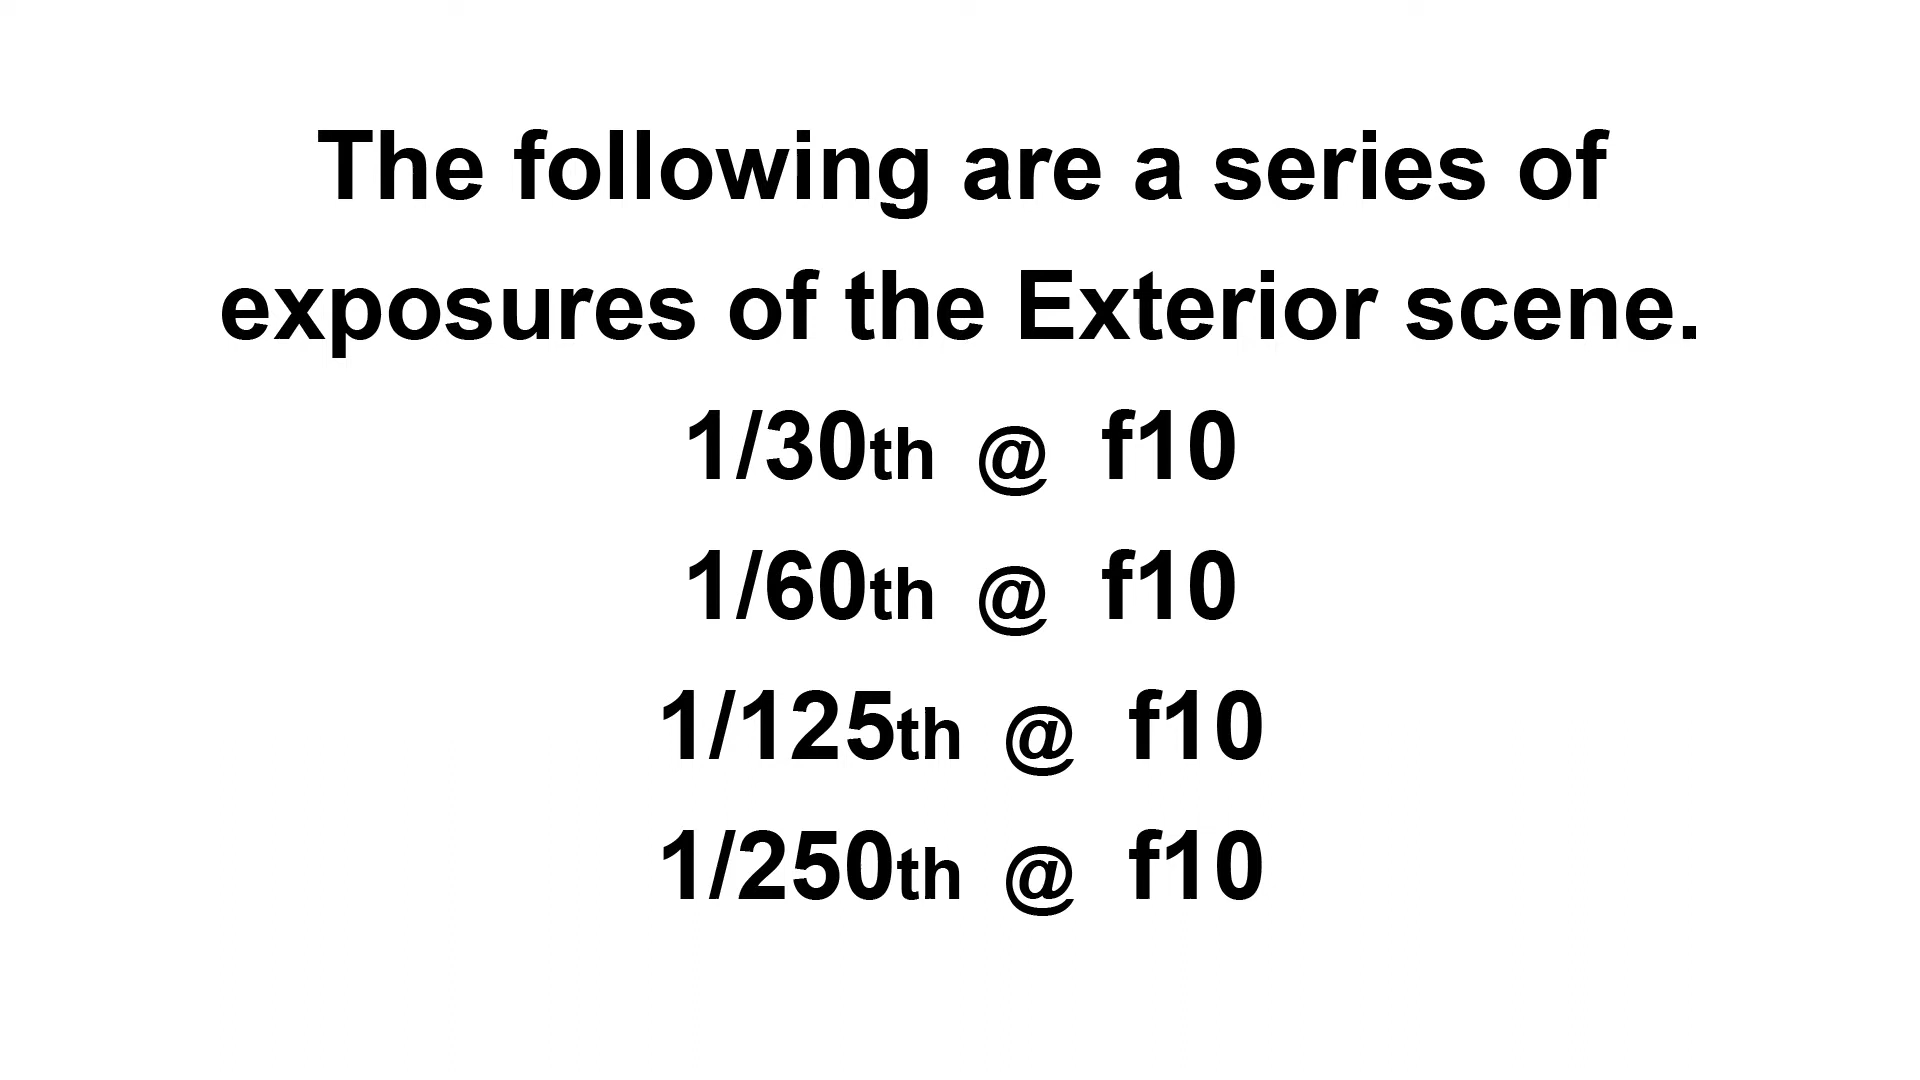 The following are a series of
exposures of the Exterior scene.
1/30th @ f10
1/60th @ f10
1/125th @ f10
1/250th @ f10